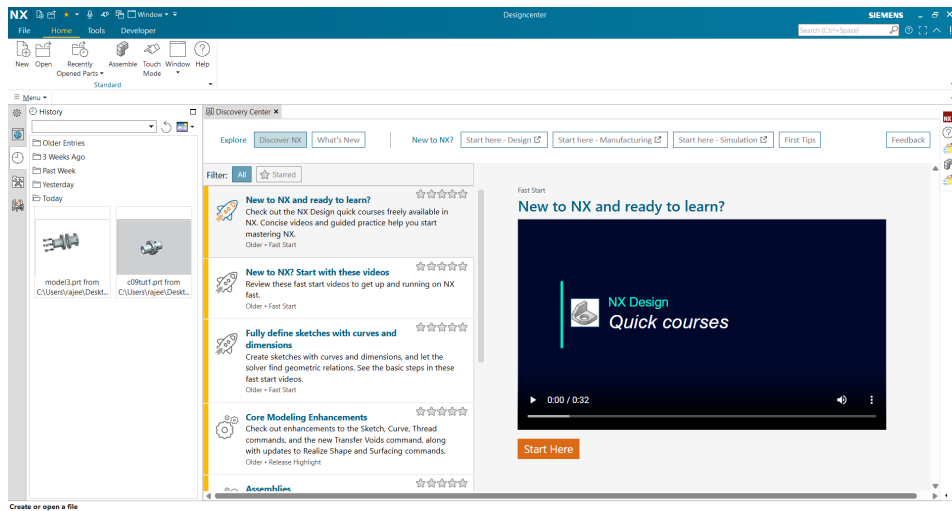 NX Window Designcenter SIEMENS
File Home Tools Developer Search (Ctrl+Space)
New Open Recently Opened Parts Assemble Touch Mode Window Help
Standard
Menu
History Discovery Center
Explore Discover NX What's New New to NX? Start here - Design Start here - Manufacturing Start here - Simulation First Tips Feedback
Older Entries
3 Weeks Ago
Past Week
Yesterday
Today
model3.prt from
C:\Users\rajee\Deskt...
c09tut1.prt from
C:\Users\rajee\Deskt...
Filter: All Starred
New to NX and ready to learn?
Check out the NX Design quick courses freely available in
NX. Concise videos and guided practice help you start
mastering NX.
Older • Fast Start
New to NX? Start with these videos
Review these fast start videos to get up and running on NX
fast.
Older • Fast Start
Fully define sketches with curves and
dimensions
Create sketches with curves and dimensions, and let the
solver find geometric relations. See the basic steps in these
fast start videos.
Older • Fast Start
Core Modeling Enhancements
Check out enhancements to the Sketch, Curve, Thread
commands, and the new Transfer Voids command, along
with updates to Realize Shape and Surfacing commands.
Older • Release Highlight
Assemblies
Fast Start
New to NX and ready to learn?
NX Design
Quick courses
0:00 / 0:32
Start Here
NX
Create or open a file